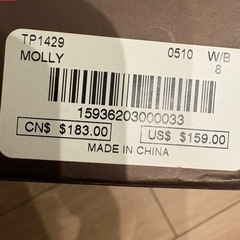 TP1429 0510 W/B
MOLLY 8
15936203000033
CN$ $183.00 US$ $159.00
MADE IN CHINA